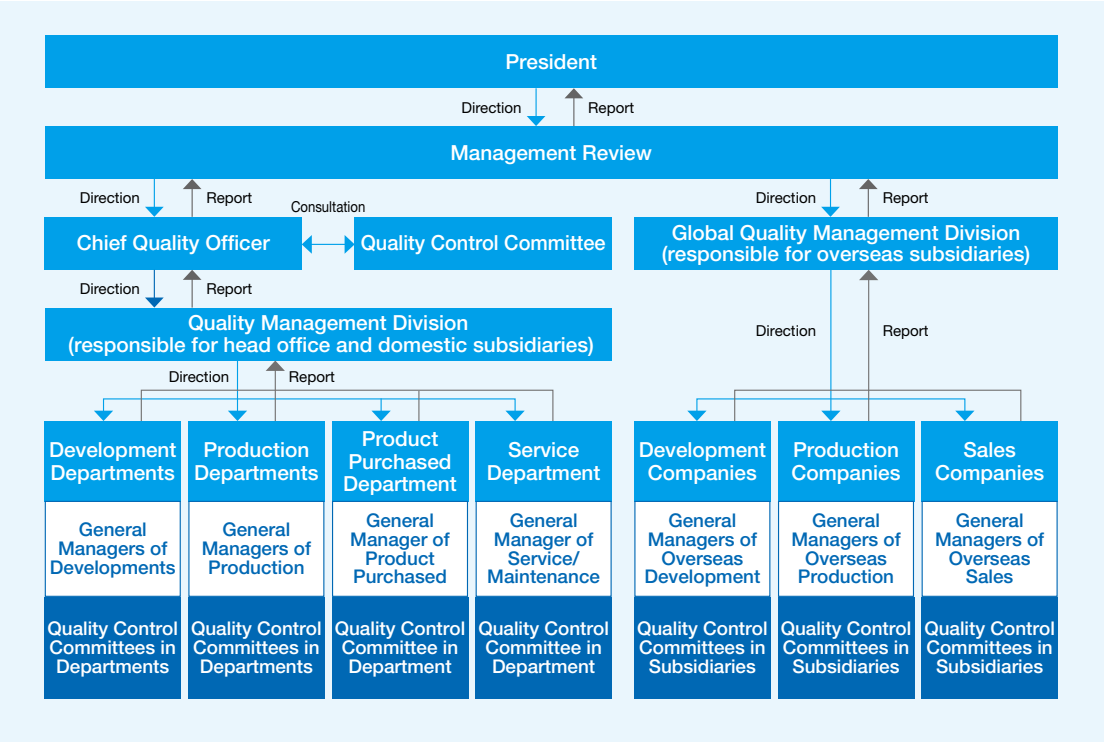 President
Direction
Report
Management Review
Direction
Report
Direction
Report
Consultation
Chief Quality Officer
Quality Control Committee
Global Quality Management Division
(responsible for overseas subsidiaries)
Direction
Report
Quality Management Division
(responsible for head office and domestic subsidiaries)
Direction
Report
Direction
Report
Development
Departments
Production
Departments
Product
Purchased
Department
Service
Department
Development
Companies
Production
Companies
Sales
Companies
General
Managers of
Developments
General
Managers of
Production
General
Manager of
Product
Purchased
General
Manager of
Service/
Maintenance
General
Managers of
Overseas
Development
General
Managers of
Overseas
Production
General
Managers of
Overseas
Sales
Quality Control
Committees in
Departments
Quality Control
Committees in
Departments
Quality Control
Committee in
Department
Quality Control
Committee in
Department
Quality Control
Committees in
Subsidiaries
Quality Control
Committees in
Subsidiaries
Quality Control
Committees in
Subsidiaries